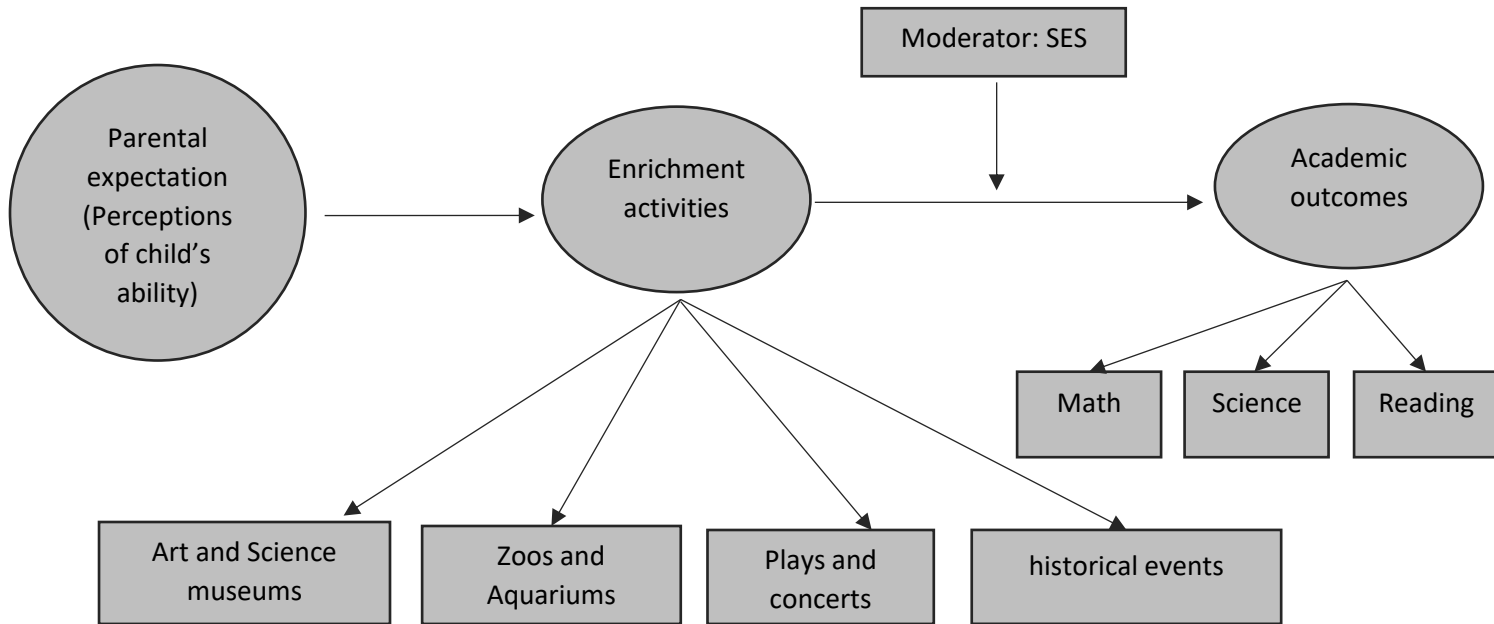 Moderator: SES
Parental
expectation
(Perceptions
of child’s
ability)
Enrichment
activities
Academic
outcomes
Math
Science
Reading
Art and Science
museums
Zoos and
Aquariums
Plays and
concerts
historical events